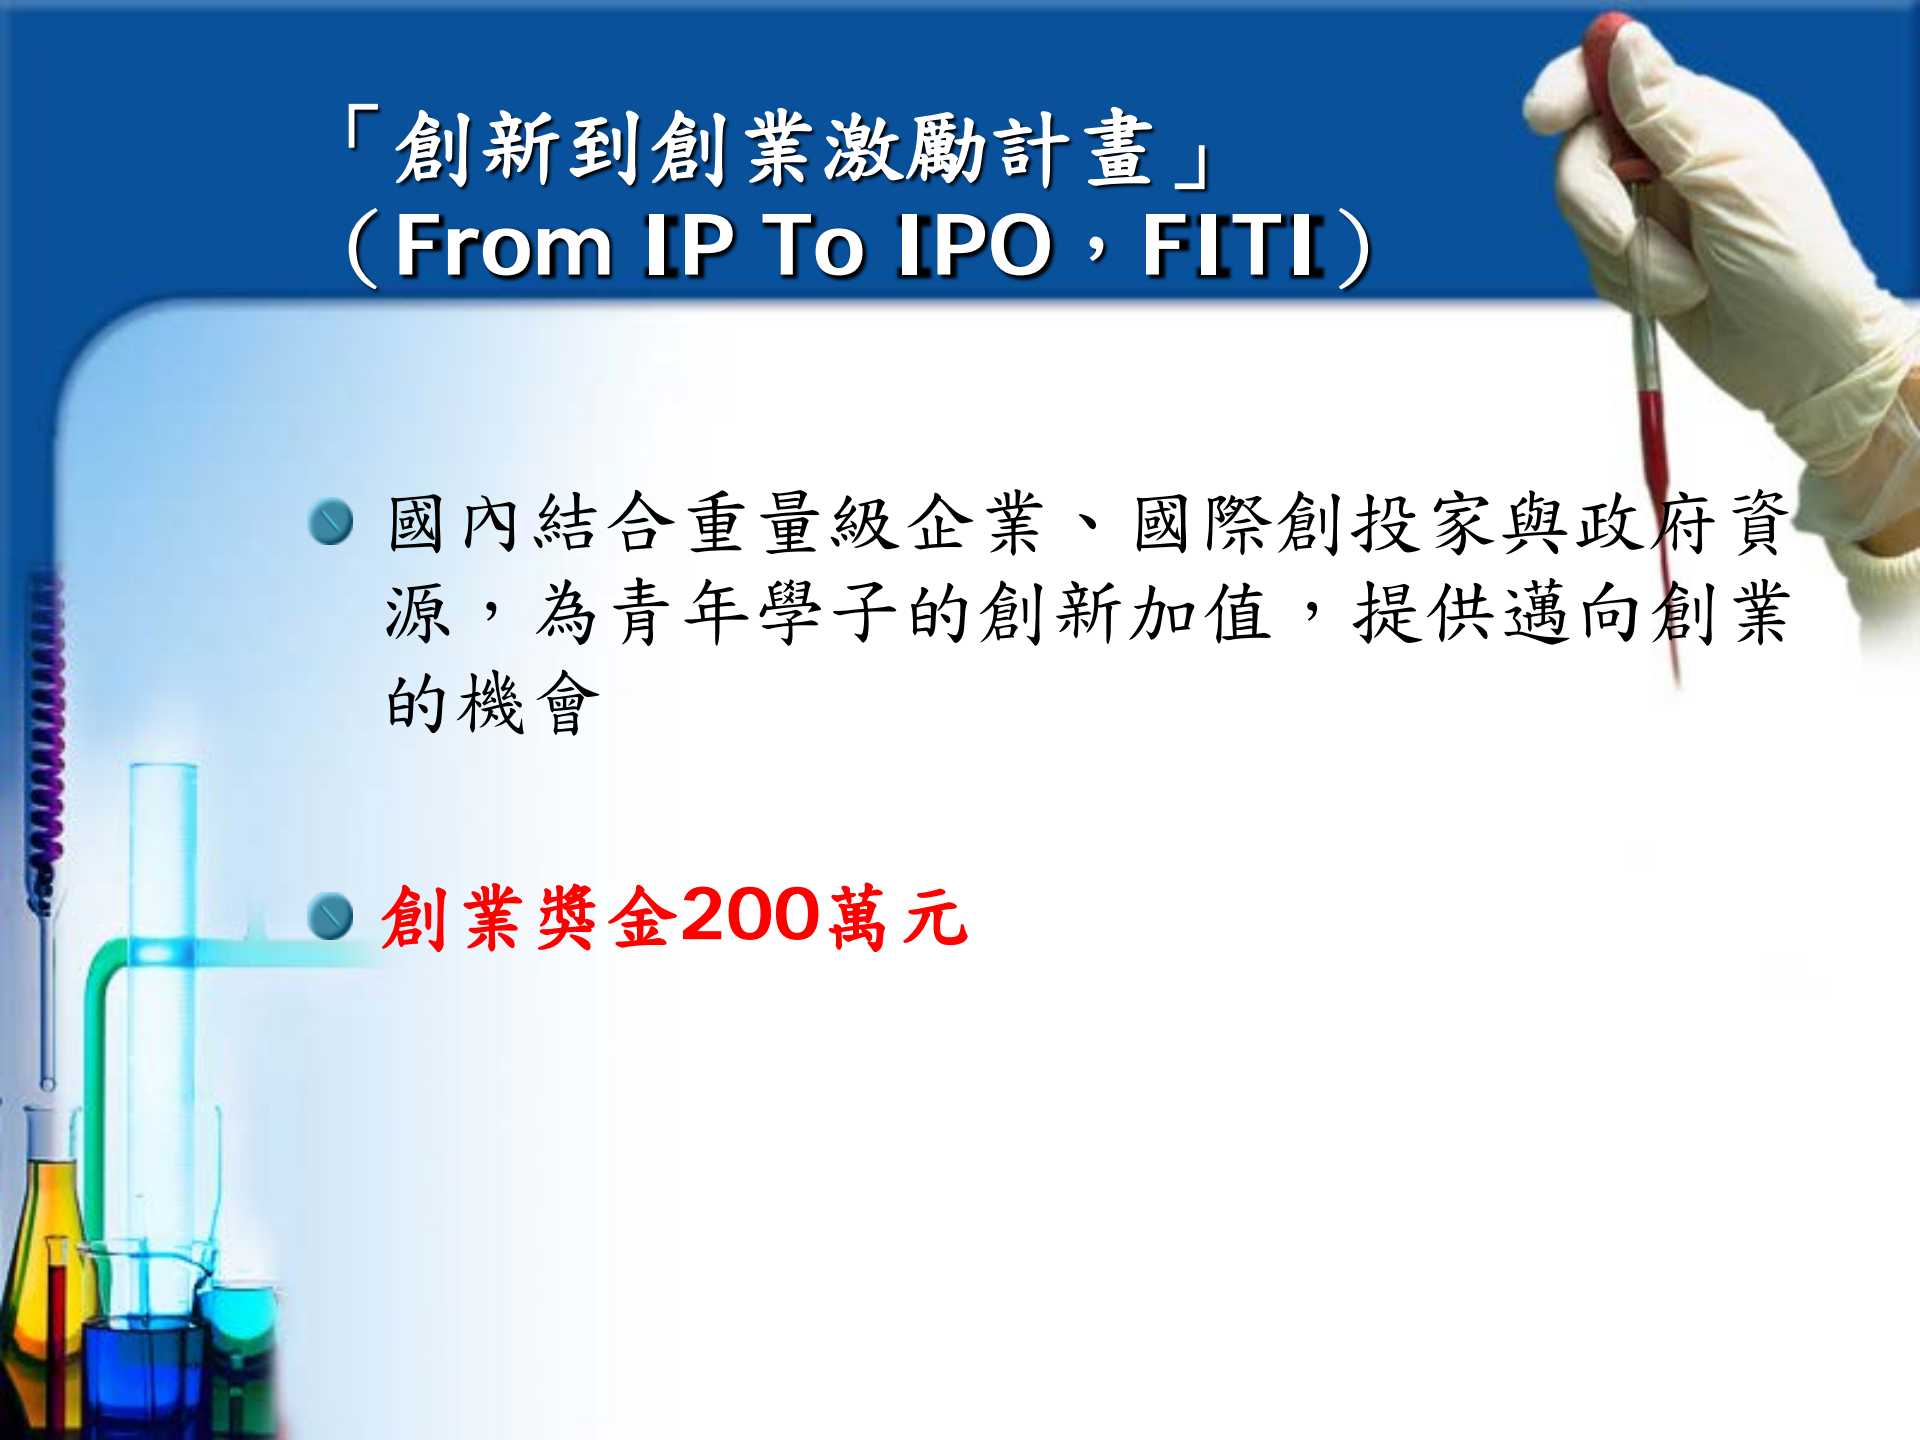 「創新到創業激勵計畫」
（From IP To IPO，FITI）
國內結合重量級企業、國際創投家與政府資
源，為青年學子的創新加值，提供邁向創業
的機會
創業獎金200萬元